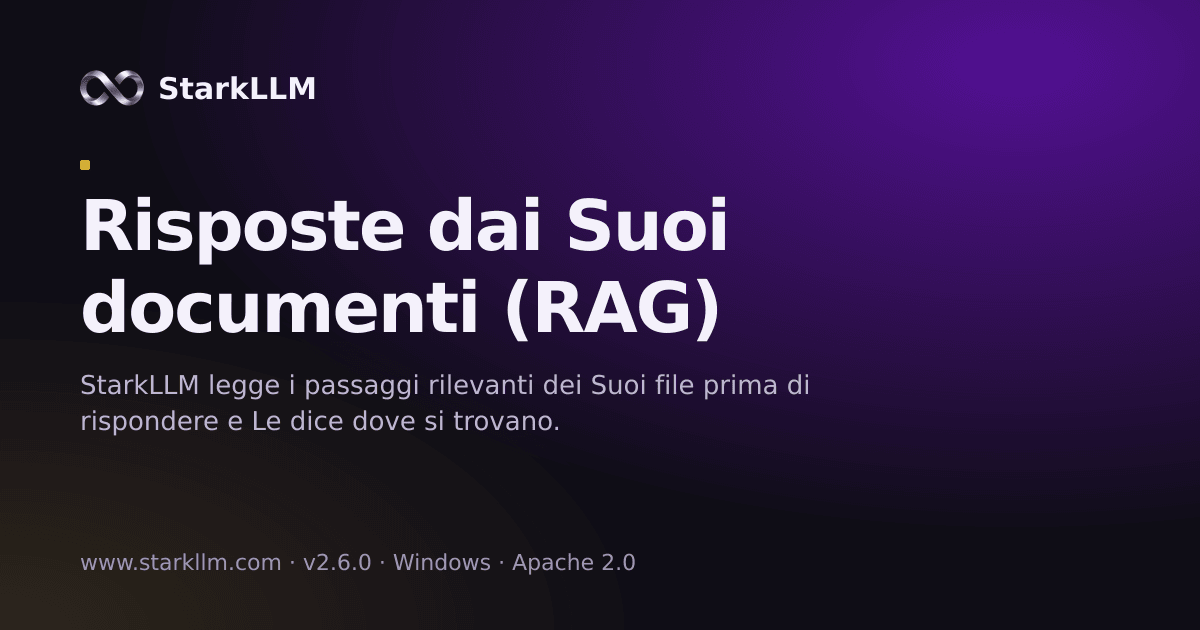 StarkLLM
Risposte dai Suoi
documenti (RAG)
StarkLLM legge i passaggi rilevanti dei Suoi file prima di
rispondere e Le dice dove si trovano.
www.starkllm.com · v2.6.0 · Windows · Apache 2.0